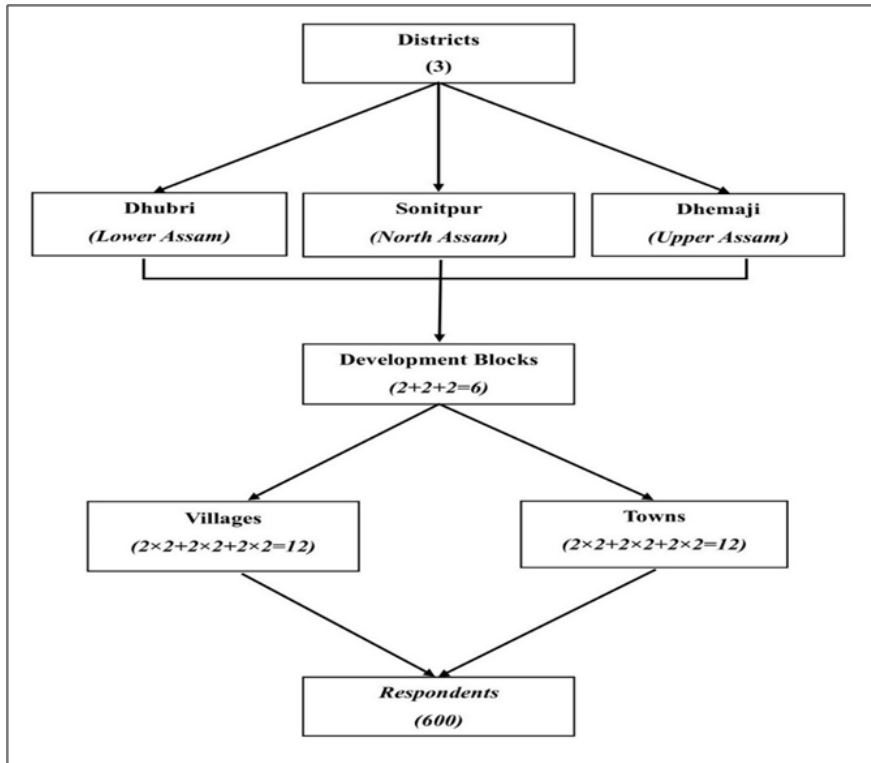 Districts
(3)
Dhubri
(Lower Assam)
Sonitpur
(North Assam)
Dhemaji
(Upper Assam)
Development Blocks
(2+2+2=6)
Villages
(2×2+2×2+2×2=12)
Towns
(2×2+2×2+2×2=12)
Respondents
(600)